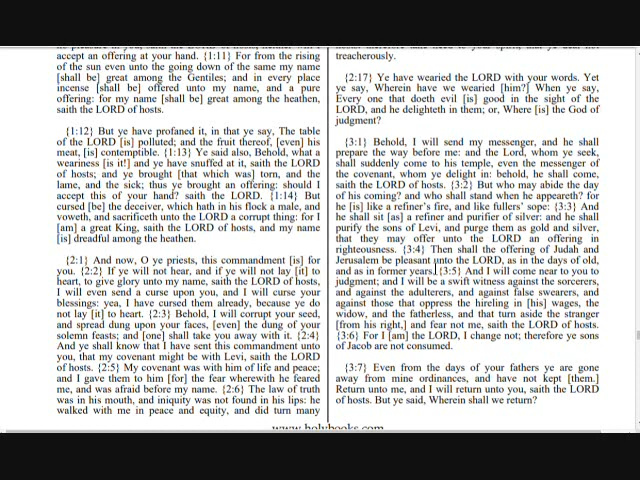 accept an offering at your hand. {1:11} For from the rising
of the sun even unto the going down of the same my name
[shall be] great among the Gentiles; and in every place
incense [shall be] offered unto my name, and a pure
offering: for my name [shall be] great among the heathen,
saith the LORD of hosts.
{1:12} But ye have profaned it, in that ye say, The table
of the LORD [is] polluted; and the fruit thereof, [even] his
meat, [is] contemptible. {1:13} Ye said also, Behold, what a
weariness [is it!] and ye have snuffed at it, saith the LORD
of hosts; and ye brought [that which was] torn, and the
lame, and the sick; thus ye brought an offering: should I
accept this of your hand? saith the LORD. {1:14} But
cursed [be] the deceiver, which hath in his flock a male, and
voweth, and sacrificeth unto the LORD a corrupt thing: for I
[am] a great King, saith the LORD of hosts, and my name
[is] dreadful among the heathen.
{2:1} And now, O ye priests, this commandment [is] for
you. {2:2} If ye will not hear, and if ye will not lay [it] to
heart, to give glory unto my name, saith the LORD of hosts,
I will even send a curse upon you, and I will curse your
blessings: yea, I have cursed them already, because ye do
not lay [it] to heart. {2:3} Behold, I will corrupt your seed,
and spread dung upon your faces, [even] the dung of your
solemn feasts; and [one] shall take you away with it. {2:4}
And ye shall know that I have sent this commandment unto
you, that my covenant might be with Levi, saith the LORD
of hosts. {2:5} My covenant was with him of life and peace;
and I gave them to him [for] the fear wherewith he feared
me, and was afraid before my name. {2:6} The law of truth
was in his mouth, and iniquity was not found in his lips: he
walked with me in peace and equity, and did turn many
treacherously.
{2:17} Ye have wearied the LORD with your words. Yet
ye say, Wherein have we wearied [him?] When ye say,
Every one that doeth evil [is] good in the sight of the
LORD, and he delighteth in them; or, Where [is] the God of
judgment?
{3:1} Behold, I will send my messenger, and he shall
prepare the way before me: and the Lord, whom ye seek,
shall suddenly come to his temple, even the messenger of
the covenant, whom ye delight in: behold, he shall come,
saith the LORD of hosts. {3:2} But who may abide the day
of his coming? and who shall stand when he appeareth? for
he [is] like a refiner's fire, and like fullers' sope: {3:3} And
he shall sit [as] a refiner and purifier of silver: and he shall
purify the sons of Levi, and purge them as gold and silver,
that they may offer unto the LORD an offering in
righteousness. {3:4} Then shall the offering of Judah and
Jerusalem be pleasant unto the LORD, as in the days of old,
and as in former years. {3:5} And I will come near to you to
judgment; and I will be a swift witness against the sorcerers,
and against the adulterers, and against false swearers, and
against those that oppress the hireling in [his] wages, the
widow, and the fatherless, and that turn aside the stranger
[from his right,] and fear not me, saith the LORD of hosts.
{3:6} For I [am] the LORD, I change not; therefore ye sons
of Jacob are not consumed.
{3:7} Even from the days of your fathers ye are gone
away from mine ordinances, and have not kept [them.]
Return unto me, and I will return unto you, saith the LORD
of hosts. But ye said, Wherein shall we return?
www.holybooks.com